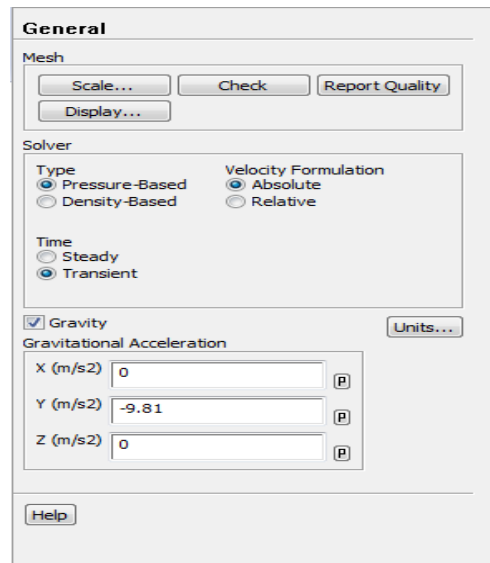 General
Mesh
Scale... Check Report Quality
Display...
Solver
Type Velocity Formulation
Pressure-Based Absolute
Density-Based Relative
Time
Steady
Transient
Gravity Units...
Gravitational Acceleration
X (m/s2) 0 P
Y (m/s2) -9.81 P
Z (m/s2) 0 P
Help